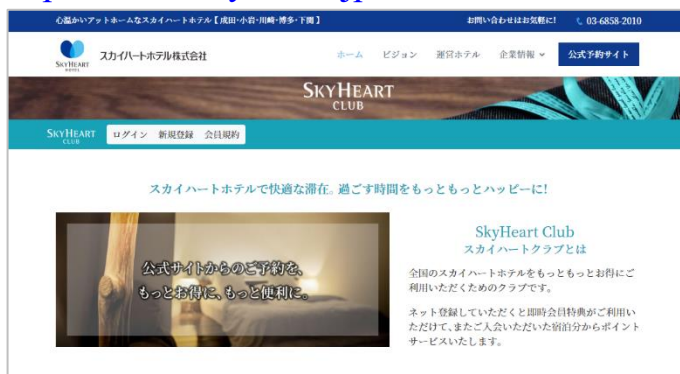 心温かいアットホームなスカイハートホテル【成田・小岩・川崎・博多・下関】 お問い合わせはお気軽に! 03-6858-2010
SKYHEART
HOTEL
スカイハートホテル株式会社 ホーム ビジョン 運営ホテル 企業情報 公式予約サイト
SKYHEART
CLUB
SKYHEART
CLUB
ログイン 新規登録 会員規約
スカイハートホテルで快適な滞在。過ごす時間をもっともっとハッピーに!
公式サイトからのご予約を、
もっとお得に、もっと便利に。
SkyHeart Club
スカイハートクラブとは
全国のスカイハートホテルをもっともっとお得にご
利用いただくためのクラブです。
ネット登録していただくと即時会員特典がご利用い
ただけて、またご入会いただいた宿泊分からポイント
サービスいたします。